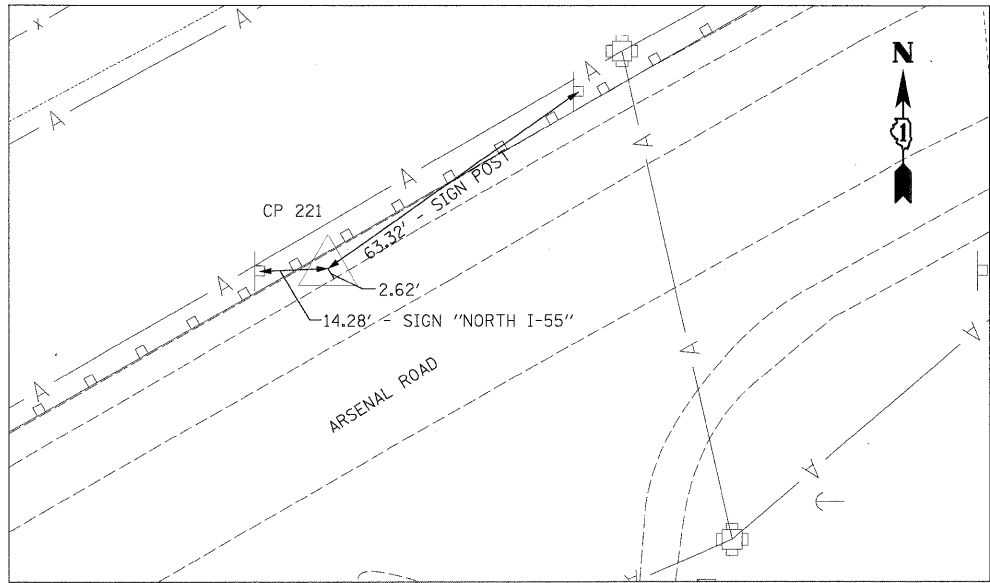 N
1
A
A
A
A
CP 221
63.32' - SIGN POST
A
A
2.62'
A
14.28' - SIGN "NORTH I-55"
A
A
A
ARSENAL ROAD
A